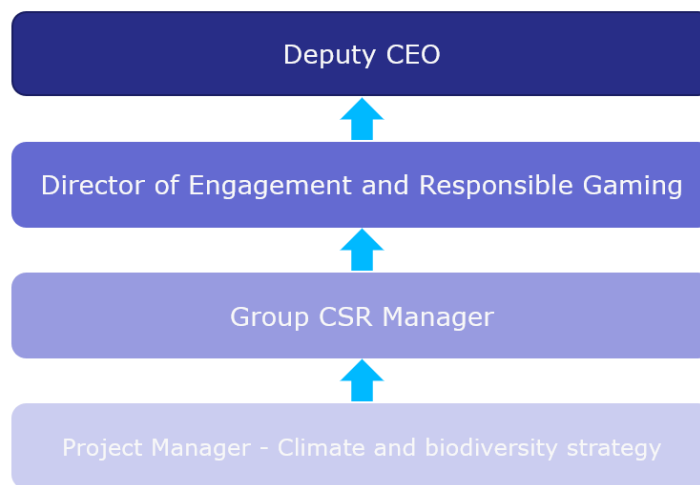 Deputy CEO
Director of Engagement and Responsible Gaming
Group CSR Manager
Project Manager - Climate and biodiversity strategy